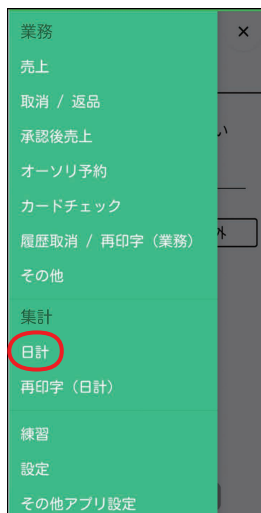 業務
×
売上
取消 / 返品
承認後売上
い
オーソリ予約
カードチェック
履歴取消 / 再印字（業務）
外
その他
集計
日計
再印字（日計）
練習
設定
その他アプリ設定